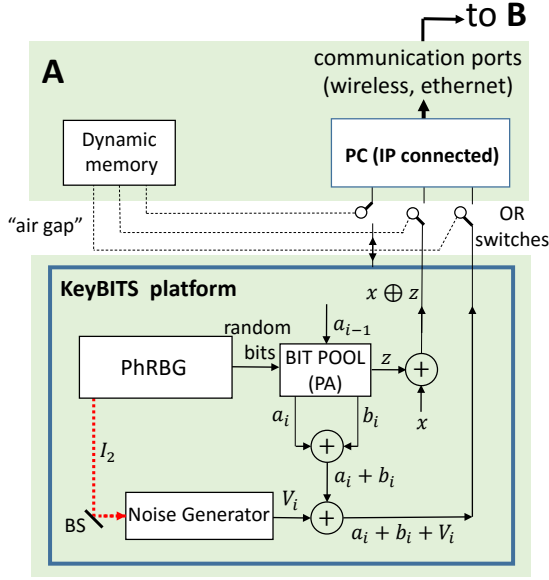 to B
A
communication ports
(wireless, ethernet)
Dynamic
memory
PC (IP connected)
"air gap"
OR
switches
KeyBITS platform
x ⊕ z
random
bits
a_{i−1}
PhRBG
BIT POOL
(PA)
z
+
a_i
b_i
x
I_2
+
a_i + b_i
BS
Noise Generator
V_i
+
a_i + b_i + V_i